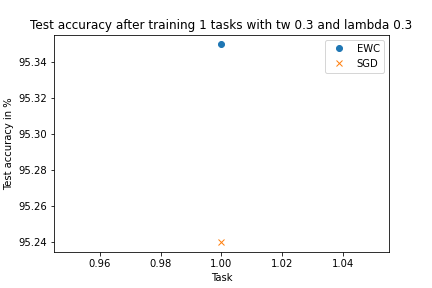 Test accuracy after training 1 tasks with tw 0.3 and lambda 0.3
EWC
SGD
Test accuracy in %
95.34
95.32
95.30
95.28
95.26
95.24
0.96 0.98 1.00 1.02 1.04
Task